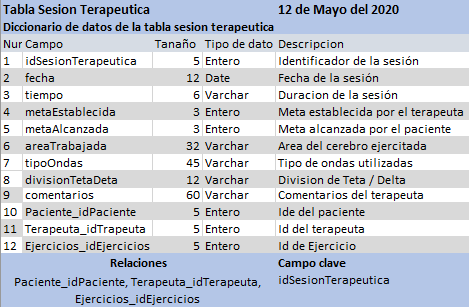 Tabla Sesion Terapeutica 12 de Mayo del 2020
Diccionario de datos de la tabla sesion terapeutica
Nur Campo Tanaño Tipo de dato Descripcion
1 idSesionTerapeutica 5 Entero Identificador de la sesión
2 fecha 12 Date Fecha de la sesión
3 tiempo 6 Varchar Duracion de la sesión
4 metaEstablecida 3 Entero Meta establecida por el terapeuta
5 metaAlcanzada 3 Entero Meta alcanzada por el paciente
6 areaTrabajada 32 Varchar Area del cerebro ejercitada
7 tipoOndas 45 Varchar Tipo de ondas utilizadas
8 divisionTetaDeta 12 Varchar Division de Teta / Delta
9 comentarios 60 Varchar Comentarios del terapeuta
10 Paciente_idPaciente 5 Entero Ide del paciente
11 Terapeuta_idTrapeuta 5 Entero Id del terapeuta
12 Ejercicios_idEjercicios 5 Entero Id de Ejercicio
Relaciones Campo clave
Paciente_idPaciente, Terapeuta_idTerapeuta, idSesionTerapeutica
Ejercicios_idEjercicios